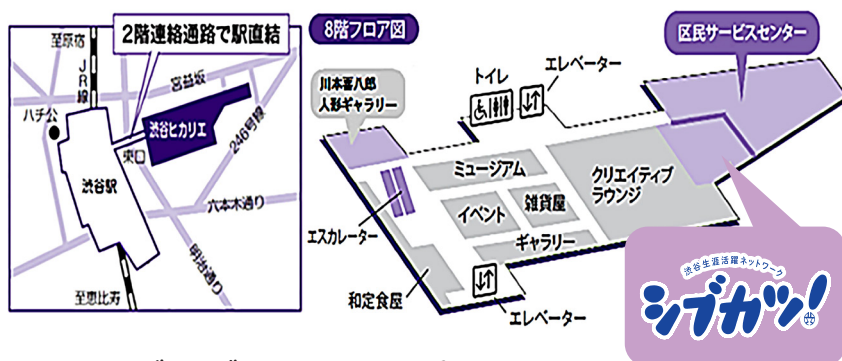 2階連絡通路で駅直結
至原宿
JR線
宮益坂
ハチ公
渋谷ヒカリエ
246号線
東口
渋谷駅
六本木通り
明治通り
至恵比寿
8階フロア図
区民サービスセンター
川本喜八郎
人形ギャラリー
トイレ
エレベーター
ミュージアム
クリエイティブ
ラウンジ
イベント
雑貨屋
エスカレーター
ギャラリー
和定食屋
エレベーター
渋谷生涯活躍ネットワーク
シブカツ!